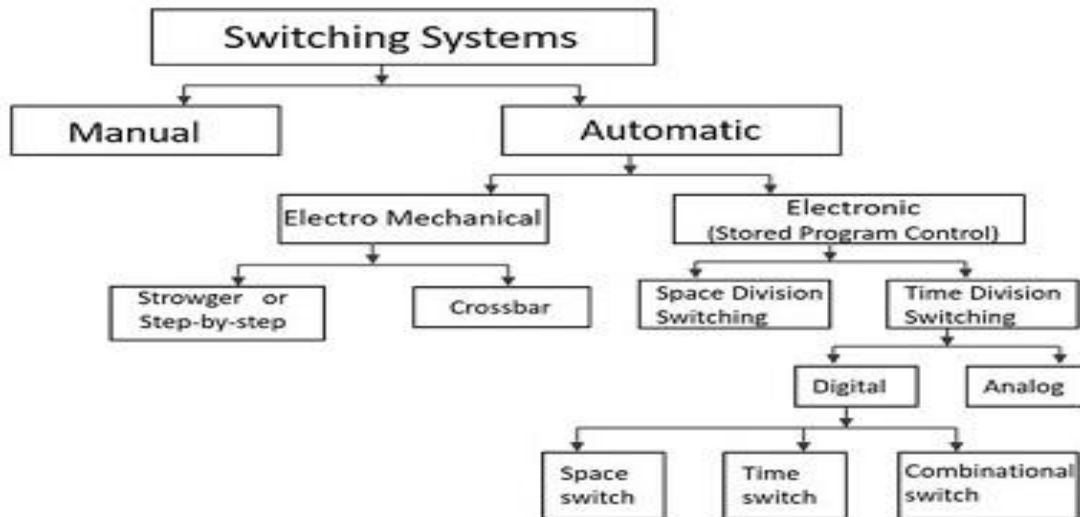 Switching Systems
Manual
Automatic
Electro Mechanical
Electronic
(Stored Program Control)
Strowger or
Step-by-step
Crossbar
Space Division
Switching
Time Division
Switching
Digital
Analog
Space
switch
Time
switch
Combinational
switch